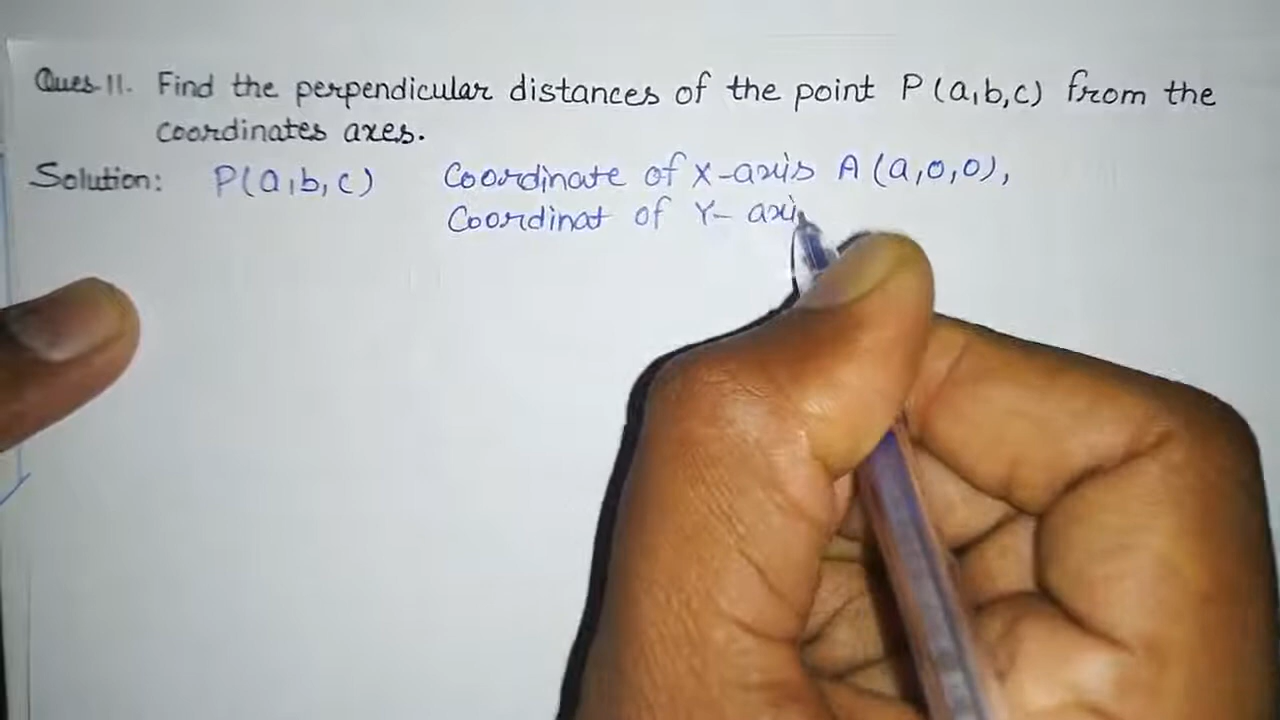 Ques.11. Find the perpendicular distances of the point P(a,b,c) from the
coordinates axes.
Solution: P(a,b,c) Coordinate of X-axis A (a,0,0),
Coordinat of Y- axi